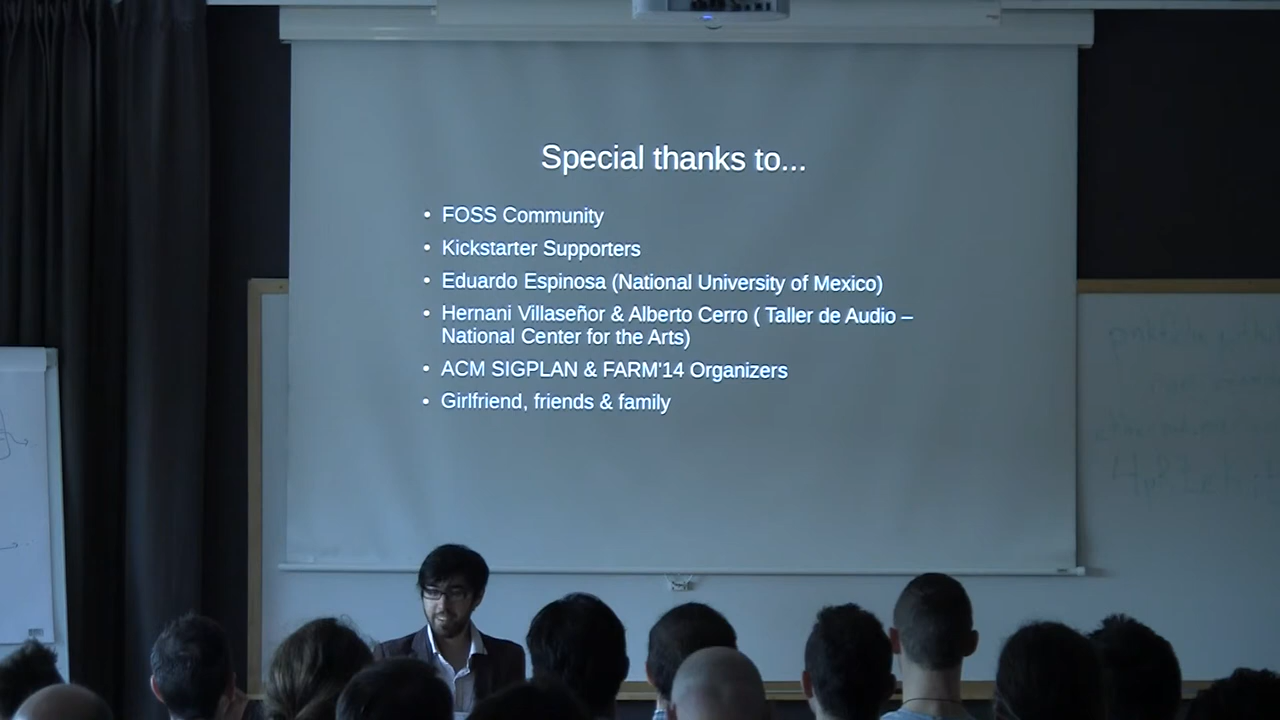 Special thanks to...
• FOSS Community
• Kickstarter Supporters
• Eduardo Espinosa (National University of Mexico)
• Hernani Villaseñor & Alberto Cerro ( Taller de Audio –
National Center for the Arts)
• ACM SIGPLAN & FARM'14 Organizers
• Girlfriend, friends & family